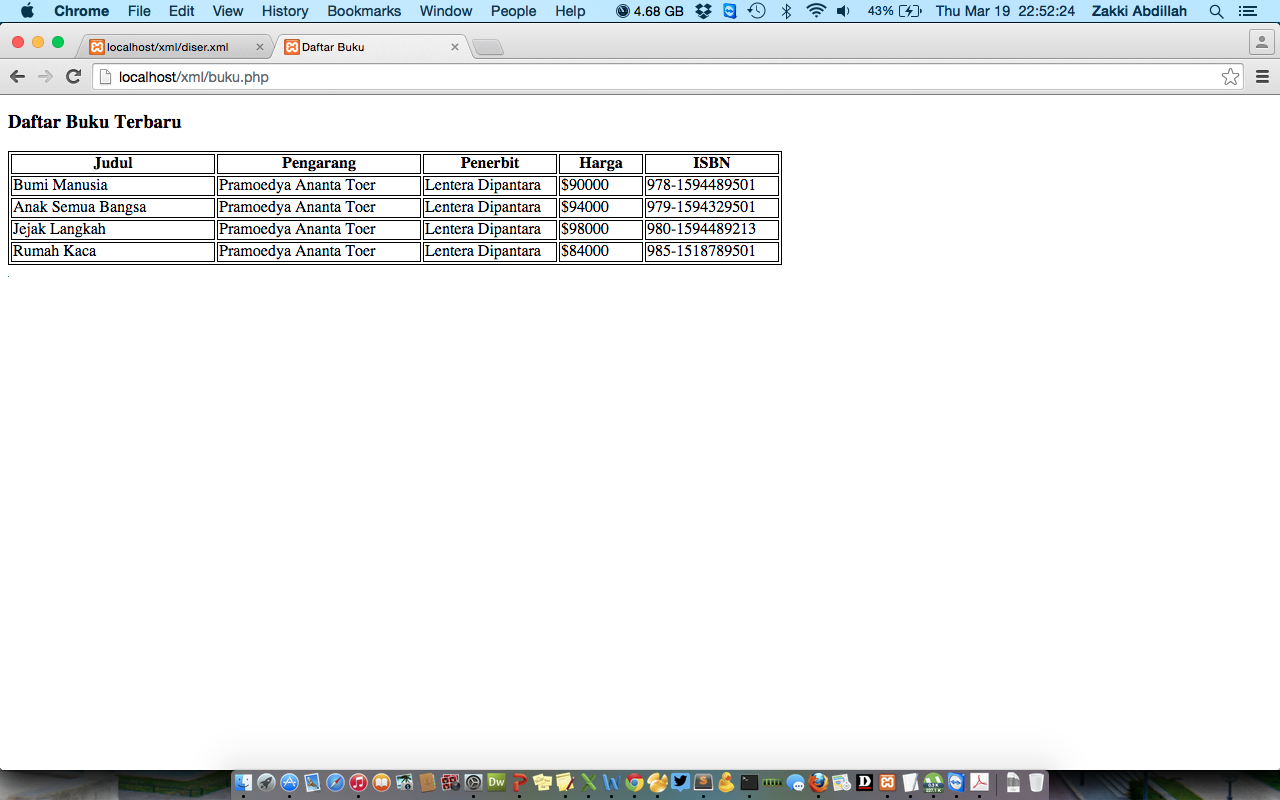 Chrome File Edit View History Bookmarks Window People Help 4.68 GB 43% Thu Mar 19 22:52:24 Zakki Abdillah
localhost/xml/diser.xml Daftar Buku
localhost/xml/buku.php
Daftar Buku Terbaru
Judul Pengarang Penerbit Harga ISBN
Bumi Manusia Pramoedya Ananta Toer Lentera Dipantara $90000 978-1594489501
Anak Semua Bangsa Pramoedya Ananta Toer Lentera Dipantara $94000 979-1594329501
Jejak Langkah Pramoedya Ananta Toer Lentera Dipantara $98000 980-1594489213
Rumah Kaca Pramoedya Ananta Toer Lentera Dipantara $84000 985-1518789501
Dw